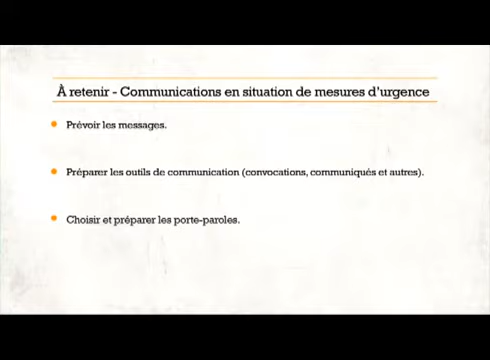 À retenir - Communications en situation de mesures d'urgence
Prévoir les messages.
Préparer les outils de communication (convocations, communiqués et autres).
Choisir et préparer les porte-paroles.